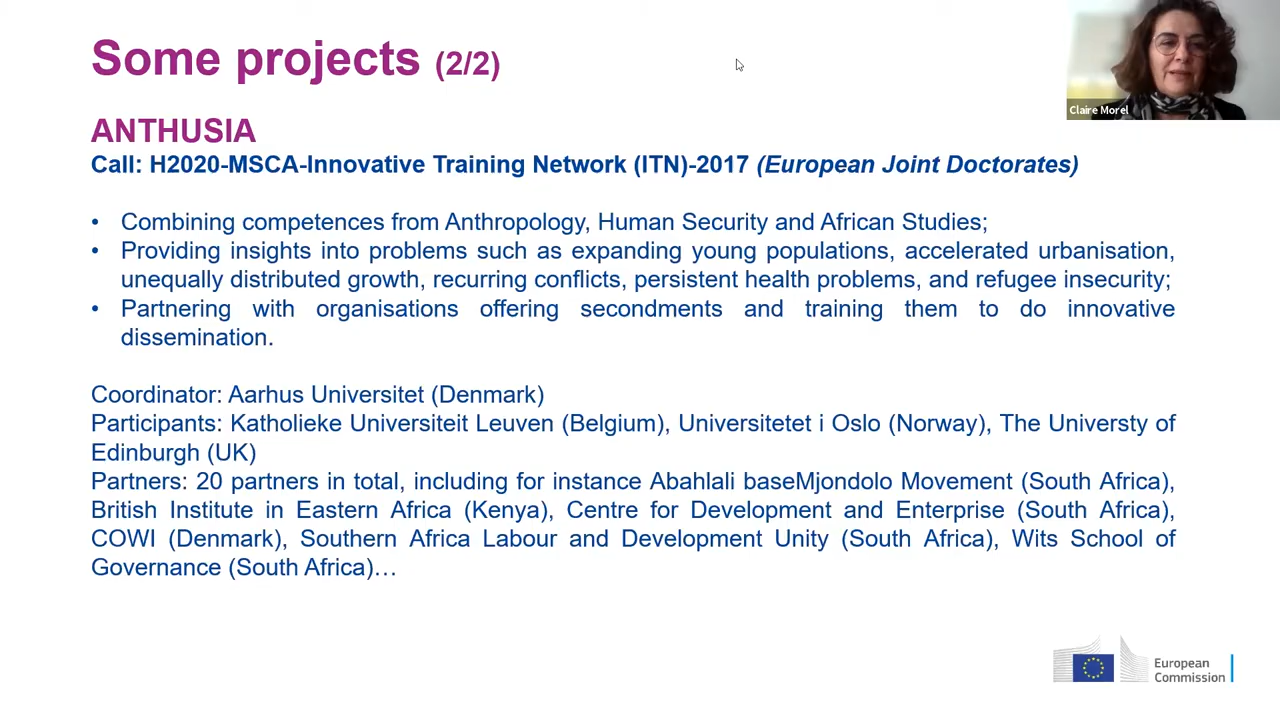 Some projects (2/2)
Claire Morel
ANTHUSIA
Call: H2020-MSCA-Innovative Training Network (ITN)-2017 (European Joint Doctorates)
• Combining competences from Anthropology, Human Security and African Studies;
• Providing insights into problems such as expanding young populations, accelerated urbanisation,
unequally distributed growth, recurring conflicts, persistent health problems, and refugee insecurity;
• Partnering with organisations offering secondments and training them to do innovative
dissemination.
Coordinator: Aarhus Universitet (Denmark)
Participants: Katholieke Universiteit Leuven (Belgium), Universitetet i Oslo (Norway), The Universty of
Edinburgh (UK)
Partners: 20 partners in total, including for instance Abahlali baseMjondolo Movement (South Africa),
British Institute in Eastern Africa (Kenya), Centre for Development and Enterprise (South Africa),
COWI (Denmark), Southern Africa Labour and Development Unity (South Africa), Wits School of
Governance (South Africa)…
European
Commission